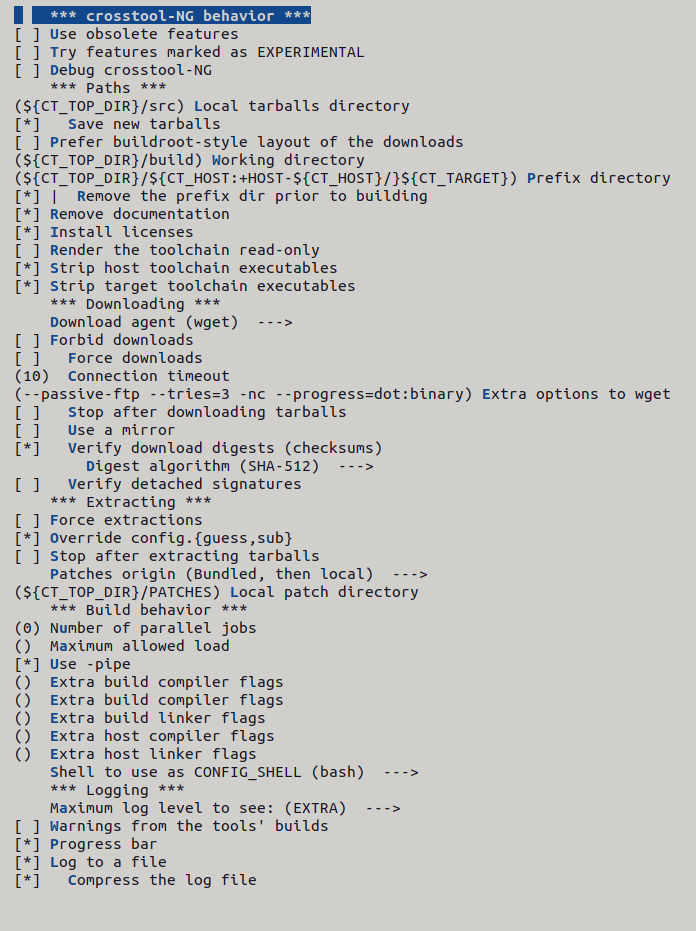 *** crosstool-NG behavior ***
[ ] Use obsolete features
[ ] Try features marked as EXPERIMENTAL
[ ] Debug crosstool-NG
    *** Paths ***
(${CT_TOP_DIR}/src) Local tarballs directory
[*]   Save new tarballs
[ ] Prefer buildroot-style layout of the downloads
(${CT_TOP_DIR}/build) Working directory
(${CT_TOP_DIR}/${CT_HOST:+HOST-${CT_HOST}/}${CT_TARGET}) Prefix directory
[*] |  Remove the prefix dir prior to building
[*] Remove documentation
[*] Install licenses
[ ] Render the toolchain read-only
[*] Strip host toolchain executables
[*] Strip target toolchain executables
    *** Downloading ***
    Download agent (wget)  --->
[ ] Forbid downloads
[ ]   Force downloads
(10)  Connection timeout
(--passive-ftp --tries=3 -nc --progress=dot:binary) Extra options to wget
[ ]   Stop after downloading tarballs
[ ]   Use a mirror
[*]   Verify download digests (checksums)
        Digest algorithm (SHA-512)  --->
[ ]   Verify detached signatures
    *** Extracting ***
[ ] Force extractions
[*] Override config.{guess,sub}
[ ] Stop after extracting tarballs
    Patches origin (Bundled, then local)  --->
(${CT_TOP_DIR}/PATCHES) Local patch directory
    *** Build behavior ***
(0) Number of parallel jobs
()  Maximum allowed load
[*] Use -pipe
()  Extra build compiler flags
()  Extra build compiler flags
()  Extra build linker flags
()  Extra host compiler flags
()  Extra host linker flags
    Shell to use as CONFIG_SHELL (bash)  --->
    *** Logging ***
    Maximum log level to see: (EXTRA)  --->
[ ] Warnings from the tools' builds
[*] Progress bar
[*] Log to a file
[*]   Compress the log file